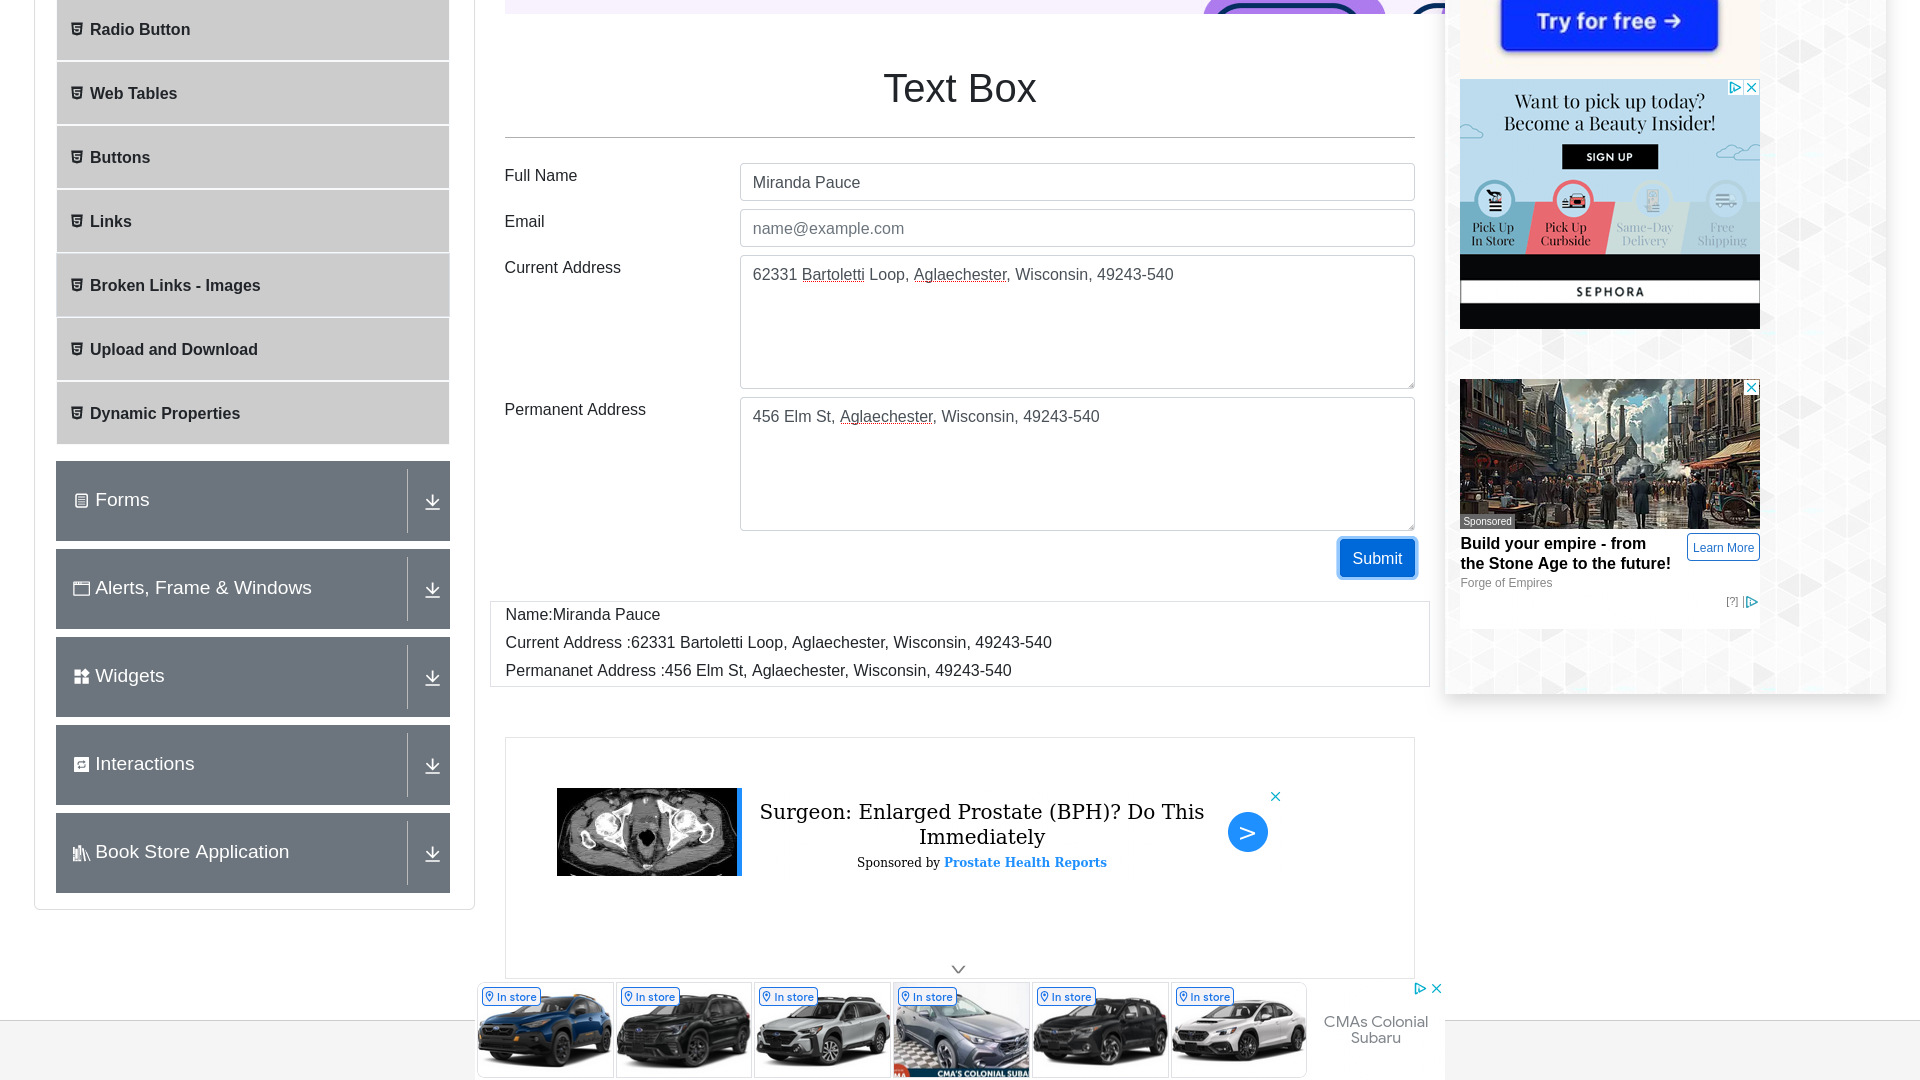 Radio Button
Web Tables
Buttons
Links
Broken Links - Images
Upload and Download
Dynamic Properties
Forms
Alerts, Frame & Windows
Widgets
Interactions
Book Store Application
Text Box
Full Name
Miranda Pauce
Email
name@example.com
Current Address
62331 Bartoletti Loop, Aglaechester, Wisconsin, 49243-540
Permanent Address
456 Elm St, Aglaechester, Wisconsin, 49243-540
Submit
Name:Miranda Pauce
Current Address :62331 Bartoletti Loop, Aglaechester, Wisconsin, 49243-540
Permananet Address :456 Elm St, Aglaechester, Wisconsin, 49243-540
Surgeon: Enlarged Prostate (BPH)? Do This
Immediately
Sponsored by Prostate Health Reports
In store
In store
In store
In store
In store
In store
CMA'S COLONIAL SUBA
CMAs Colonial
Subaru
Try for free →
Want to pick up today?
Become a Beauty Insider!
SIGN UP
Pick Up
In Store
Pick Up
Curbside
Same-Day
Delivery
Free
Shipping
SEPHORA
Sponsored
Build your empire - from
the Stone Age to the future!
Learn More
Forge of Empires
[?]